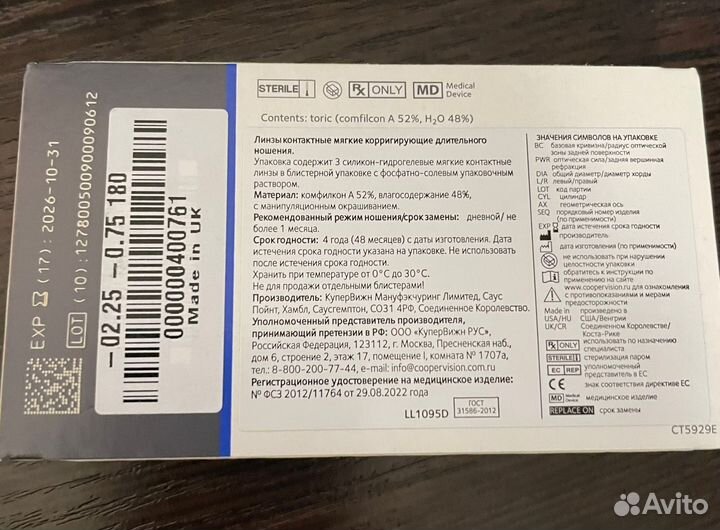 EXP (17): 2026-10-31
LOT (10): 12780050090090612
–02.25 –0.75 180
0000004400761
Made in UK
STERILE
Rx ONLY
MD Medical
Device
Contents: toric (comfilcon A 52%, H₂O 48%)
Линзы контактные мягкие корригирующие длительного
ношения.
Упаковка содержит 3 силикон-гидрогелевые мягкие контактные
линзы в блистерной упаковке с фосфатно-солевым упаковочным
раствором.
Материал: комфилкон А 52%, влагосодержание 48%,
с манипуляционным окрашиванием.
Рекомендованный режим ношения/срок замены: дневной/ не
более 1 месяца.
Срок годности: 4 года (48 месяцев) с даты изготовления. Дата
истечения срока годности указана на упаковке. Не использовать
после истечения срока годности.
Хранить при температуре от 0°C до 30°C.
Не для продажи отдельными блистерами!
Производитель: КуперВижн Мануфэкчуринг Лимитед, Саус
Пойнт, Хамбл, Саусгемптон, СО31 4РФ, Соединенное Королевство.
Уполномоченный представитель производителя,
принимающий претензии в РФ: ООО «КуперВижн РУС»,
Российская Федерация, 123112, г. Москва, Пресненская наб.,
дом 6, строение 2, этаж 17, помещение I, комната № 1707а,
тел.: 8-800-200-77-44, e-mail: info@coopervision.com.ru
Регистрационное удостоверение на медицинское изделие:
№ ФСЗ 2012/11764 от 29.08.2022 года
LL1095D
ГОСТ
31586-2012
ЗНАЧЕНИЯ СИМВОЛОВ НА УПАКОВКЕ
BC базовая кривизна/радиус оптической
зоны задней поверхности
PWR оптическая сила/задняя вершинная
рефракция
DIA общий диаметр/диаметр хорды
L/R левый/правый
LOT код партии
CYL цилиндр
AX геометрическая ось
SEQ порядковый номер изделия
(по применимости)
EXP дата истечения срока годности
производитель
дата изготовления (по применимости)
не использовать при нарушении
целостности упаковки
обратитесь к инструкции по
применению на сайте
www.coopervision.ru для ознакомления
с противопоказаниями и мерами
предосторожности
Made in произведено в
USA/HU США/Венгрии
UK/CR Соединенном Королевстве/
Коста-Рике
Rx ONLY использовать по назначению
специалиста
STERILE стерилизация паром
EC REP уполномоченный
представитель в ЕС
CE знак соответствия директиве ЕС
MD Medical
Device медицинское изделие
REPLACE ON срок замены
CT5929E
Avito